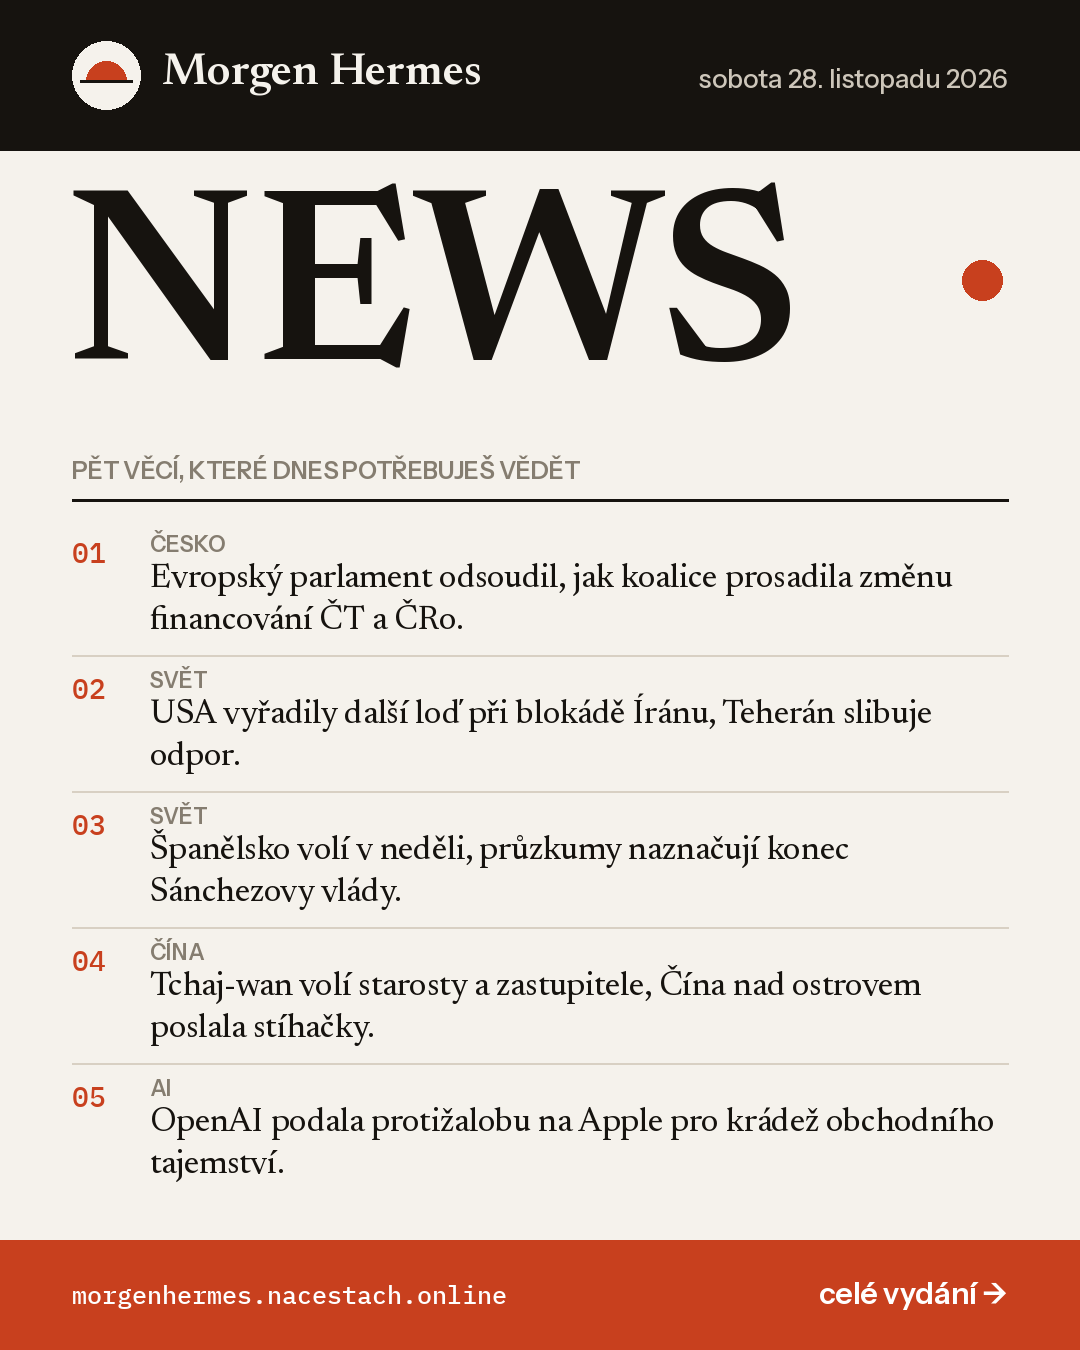 Morgen Hermes
sobota 28. listopadu 2026
NEWS
PĚT VĚCÍ, KTERÉ DNES POTŘEBUJEŠ VĚDĚT
01
ČESKO
Evropský parlament odsoudil, jak koalice prosadila změnu
financování ČT a ČRo.
02
SVĚT
USA vyřadily další loď při blokádě Íránu, Teherán slibuje
odpor.
03
SVĚT
Španělsko volí v neděli, průzkumy naznačují konec
Sánchezovy vlády.
04
ČÍNA
Tchaj-wan volí starosty a zastupitele, Čína nad ostrovem
poslala stíhačky.
05
AI
OpenAI podala protižalobu na Apple pro krádež obchodního
tajemství.
morgenhermes.nacestach.online
celé vydání →